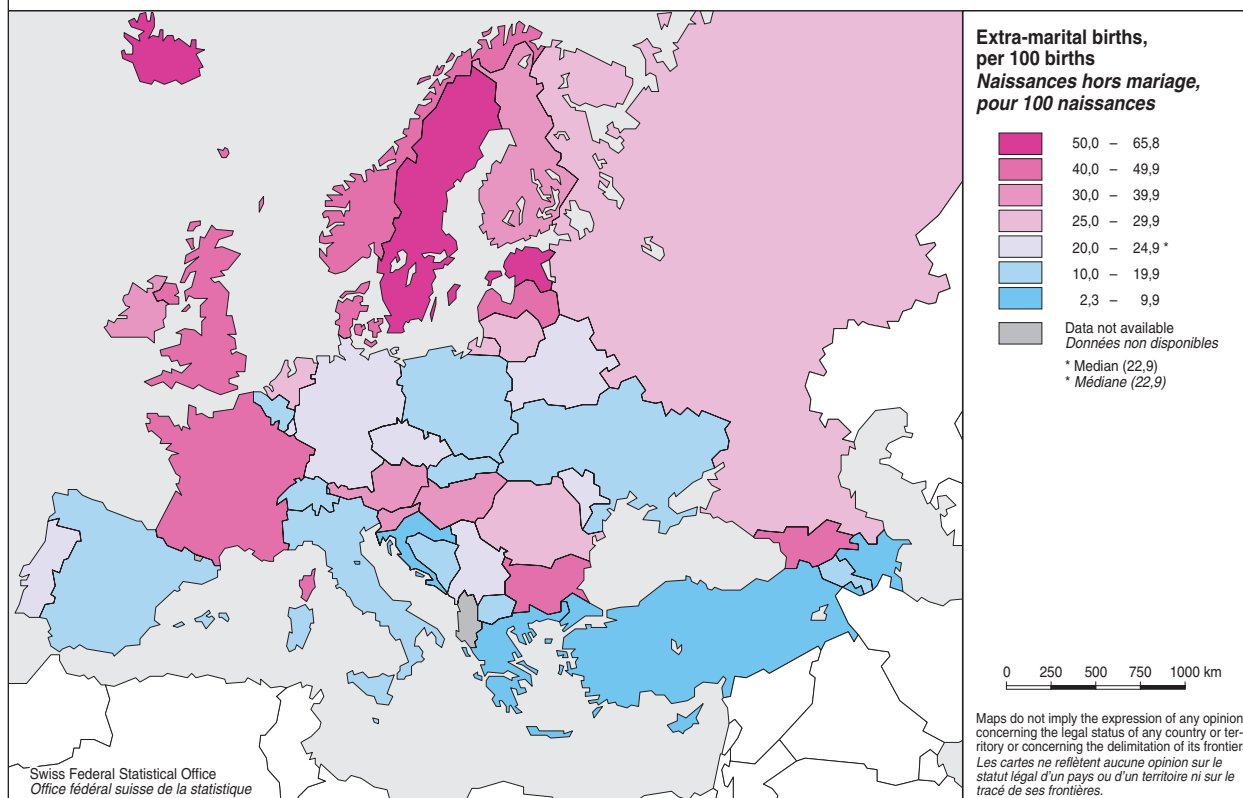 Extra-marital births,
per 100 births
Naissances hors mariage,
pour 100 naissances
50,0 – 65,8
40,0 – 49,9
30,0 – 39,9
25,0 – 29,9
20,0 – 24,9 *
10,0 – 19,9
2,3 – 9,9
Data not available
Données non disponibles
* Median (22,9)
* Médiane (22,9)
0 250 500 750 1000 km
Maps do not imply the expression of any opinion
concerning the legal status of any country or ter-
ritory or concerning the delimitation of its frontier
Les cartes ne reflètent aucune opinion sur le
statut légal d'un pays ou d'un territoire ni sur le
tracé de ses frontières.
Swiss Federal Statistical Office
Office fédéral suisse de la statistique